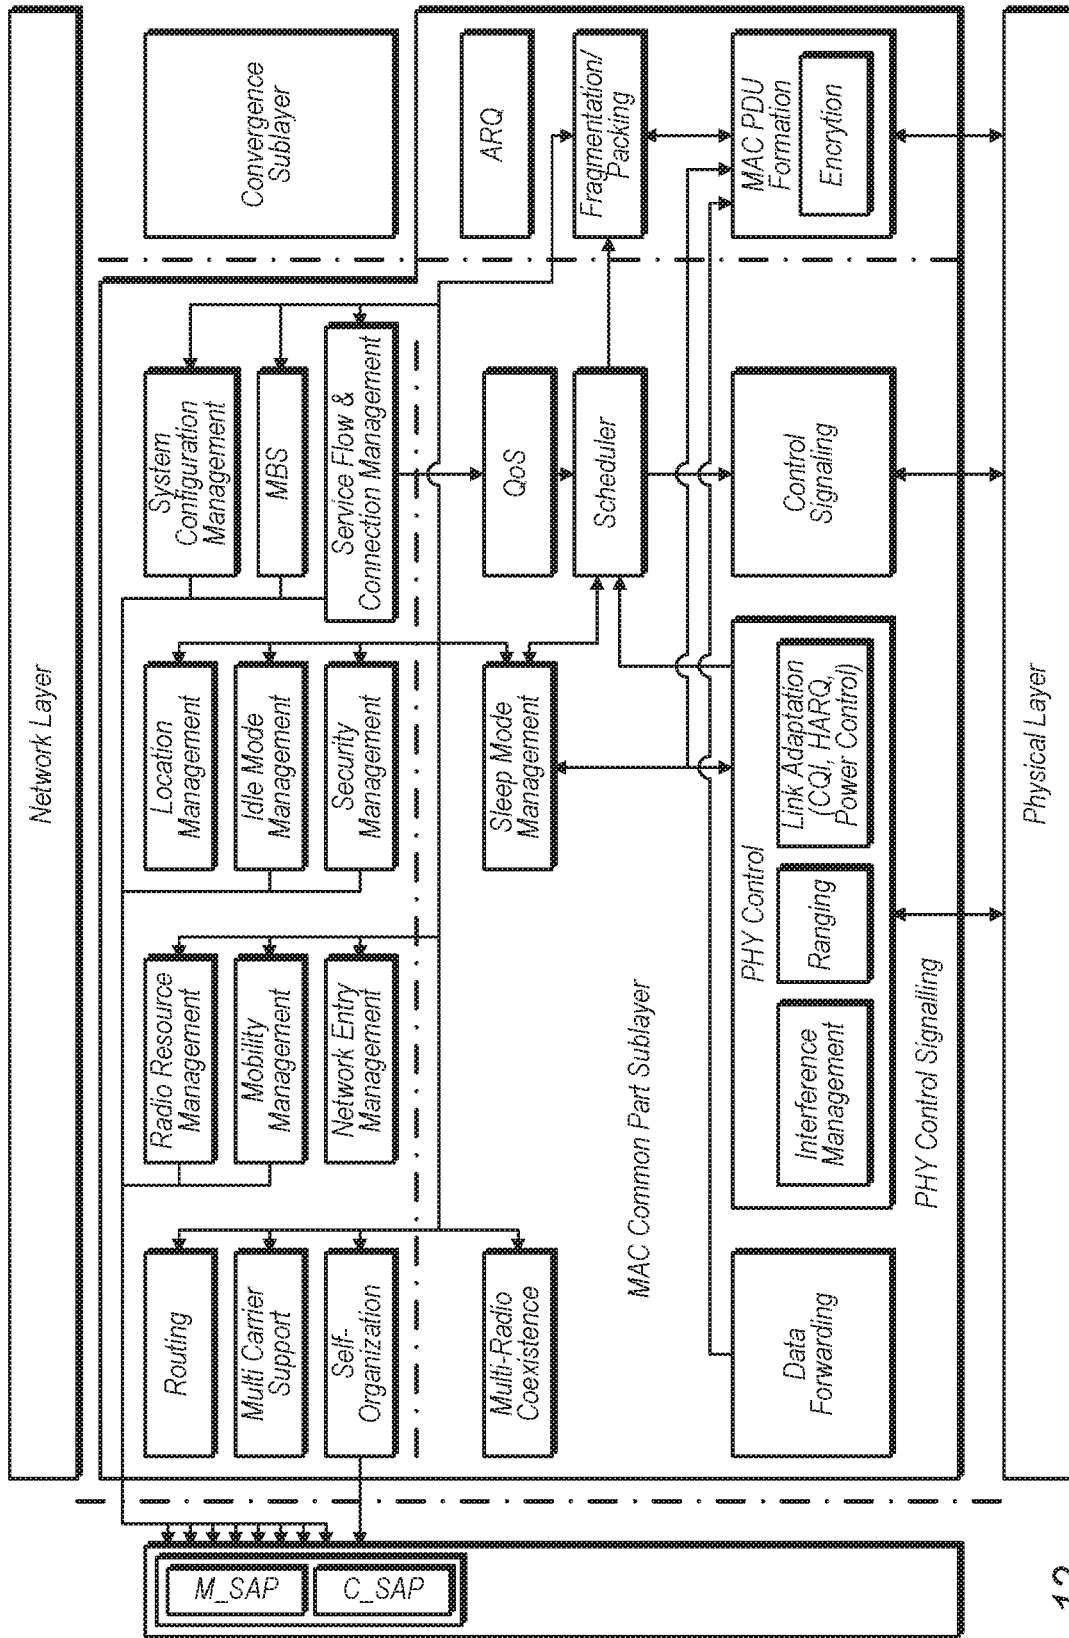 Network Layer
Routing
Multi Carrier
Support
Self-
Organization
Multi-Radio
Coexistence
Data
Forwarding
Radio Resource
Management
Mobility
Management
Network Entry
Management
Location
Management
Idle Mode
Management
Security
Management
Sleep Mode
Management
System
Configuration
Management
MBS
Service Flow &
Connection Management
QoS
Scheduler
Control
Signaling
Convergence
Sublayer
ARQ
Fragmentation/
Packing
MAC PDU
Formation
Encrytion
MAC Common Part Sublayer
PHY Control
Interference
Management
Ranging
Link Adaptation
(CQI, HARQ,
Power Control)
PHY Control Signalling
Physical Layer
M_SAP
C_SAP